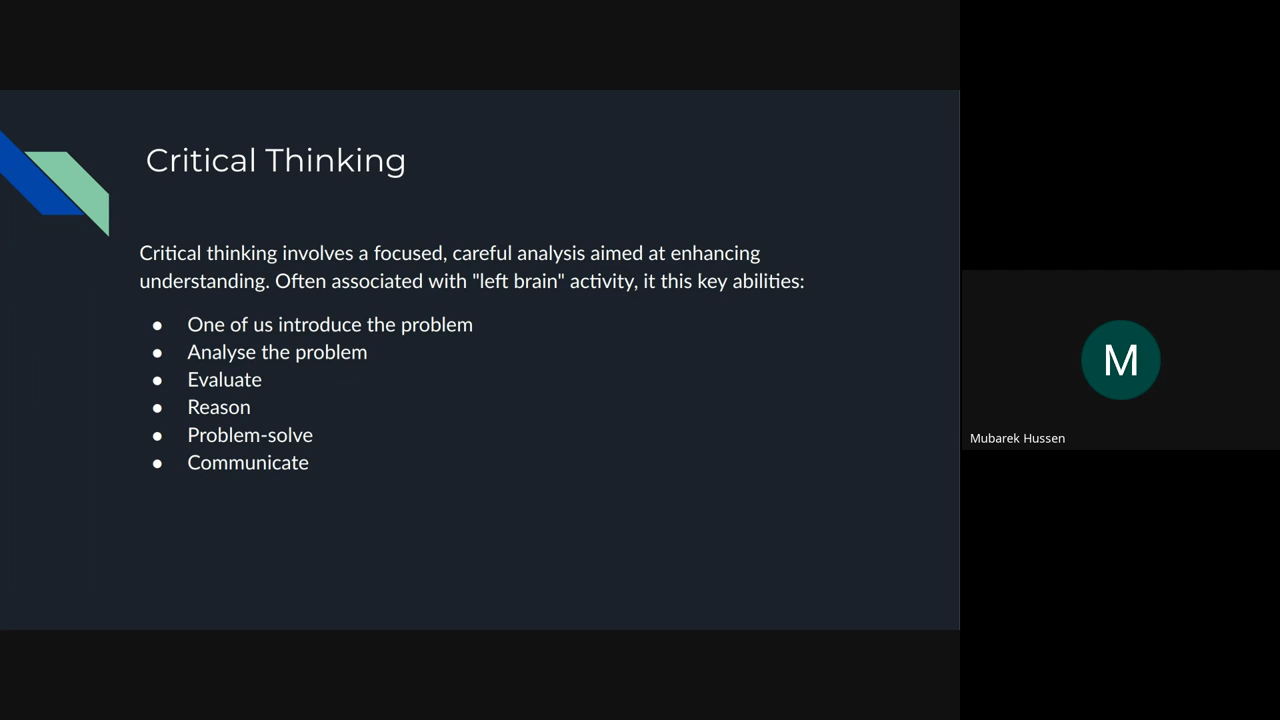 Critical Thinking
Critical thinking involves a focused, careful analysis aimed at enhancing
understanding. Often associated with "left brain" activity, it this key abilities:
● One of us introduce the problem
● Analyse the problem
● Evaluate
● Reason
● Problem-solve
● Communicate
M
Mubarek Hussen